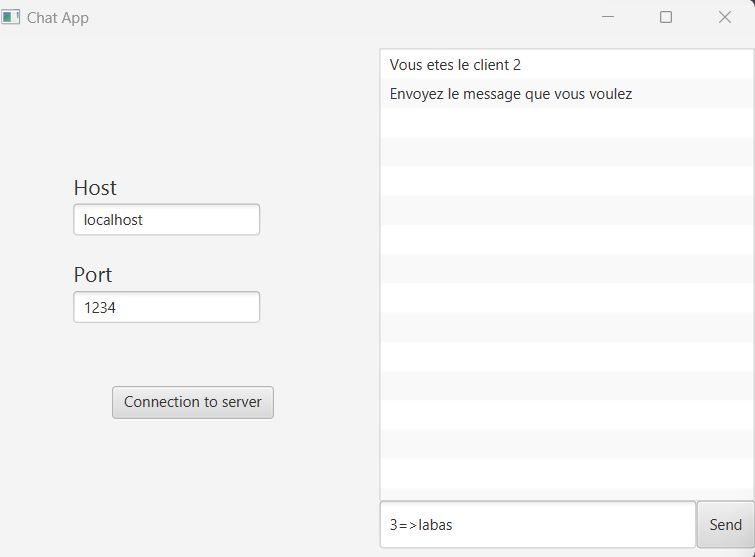 Chat App
Host
localhost
Port
1234
Connection to server
Vous etes le client 2
Envoyez le message que vous voulez
3=>labas
Send